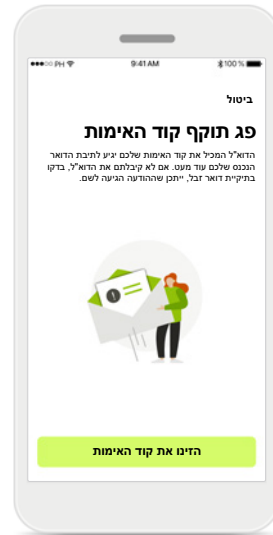 PH 9:41 AM 100%
ביטול
פג תוקף קוד האימות
הדוא"ל המכיל את קוד האימות שלכם יגיע לתיבת הדואר
הנכנס שלכם עוד מעט. אם לא קיבלתם את הדוא"ל, בדקו
בתיקיית דואר זבל, ייתכן שההודעה הגיעה לשם.
הזינו את קוד האימות